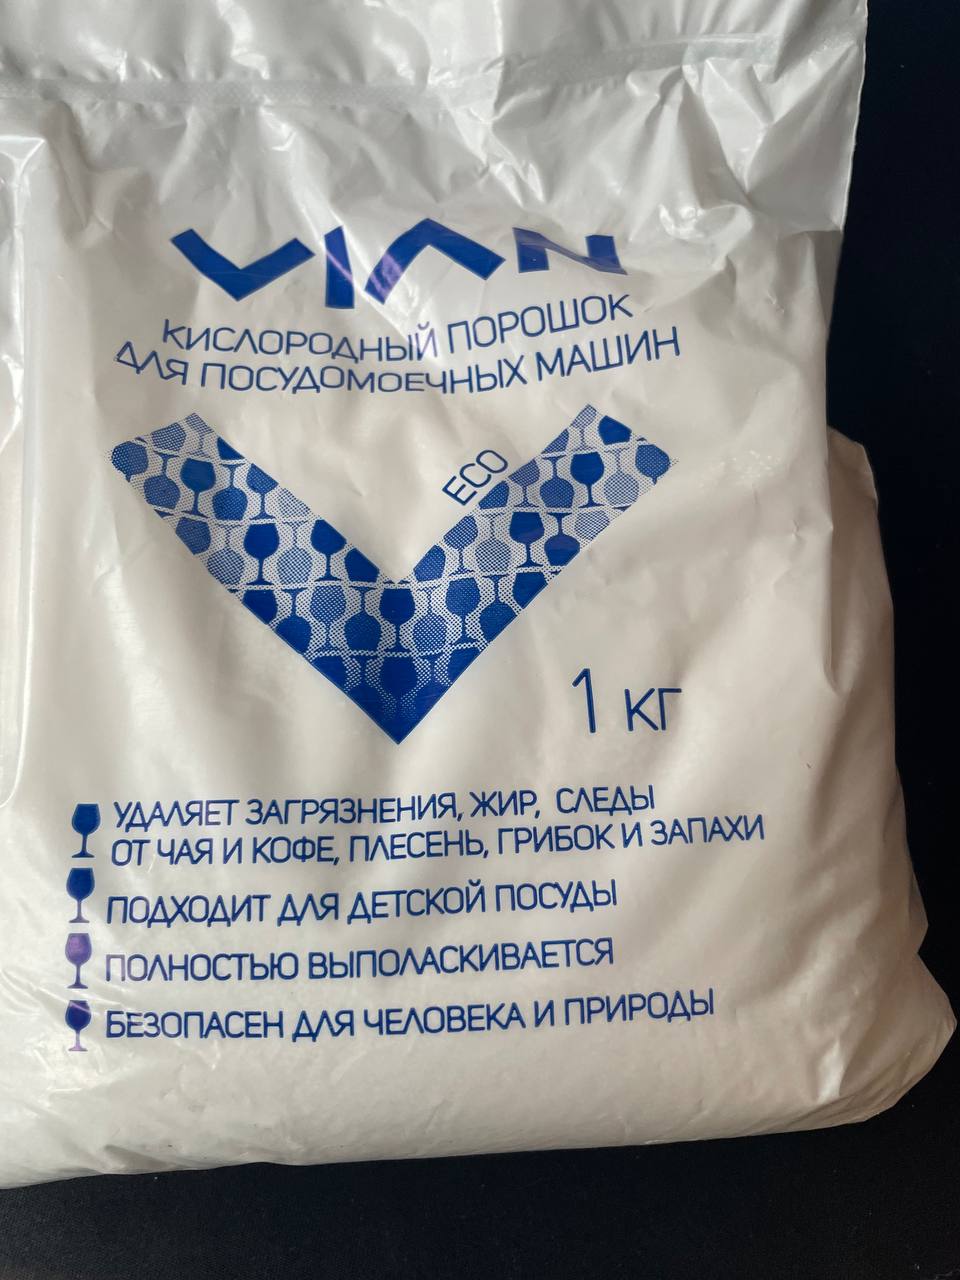 VIAN
КИСЛОРОДНЫЙ ПОРОШОК
ДЛЯ ПОСУДОМОЕЧНЫХ МАШИН
ECO
1 КГ
УДАЛЯЕТ ЗАГРЯЗНЕНИЯ, ЖИР, СЛЕДЫ
ОТ ЧАЯ И КОФЕ, ПЛЕСЕНЬ, ГРИБОК И ЗАПАХИ
ПОДХОДИТ ДЛЯ ДЕТСКОЙ ПОСУДЫ
ПОЛНОСТЬЮ ВЫПОЛАСКИВАЕТСЯ
БЕЗОПАСЕН ДЛЯ ЧЕЛОВЕКА И ПРИРОДЫ